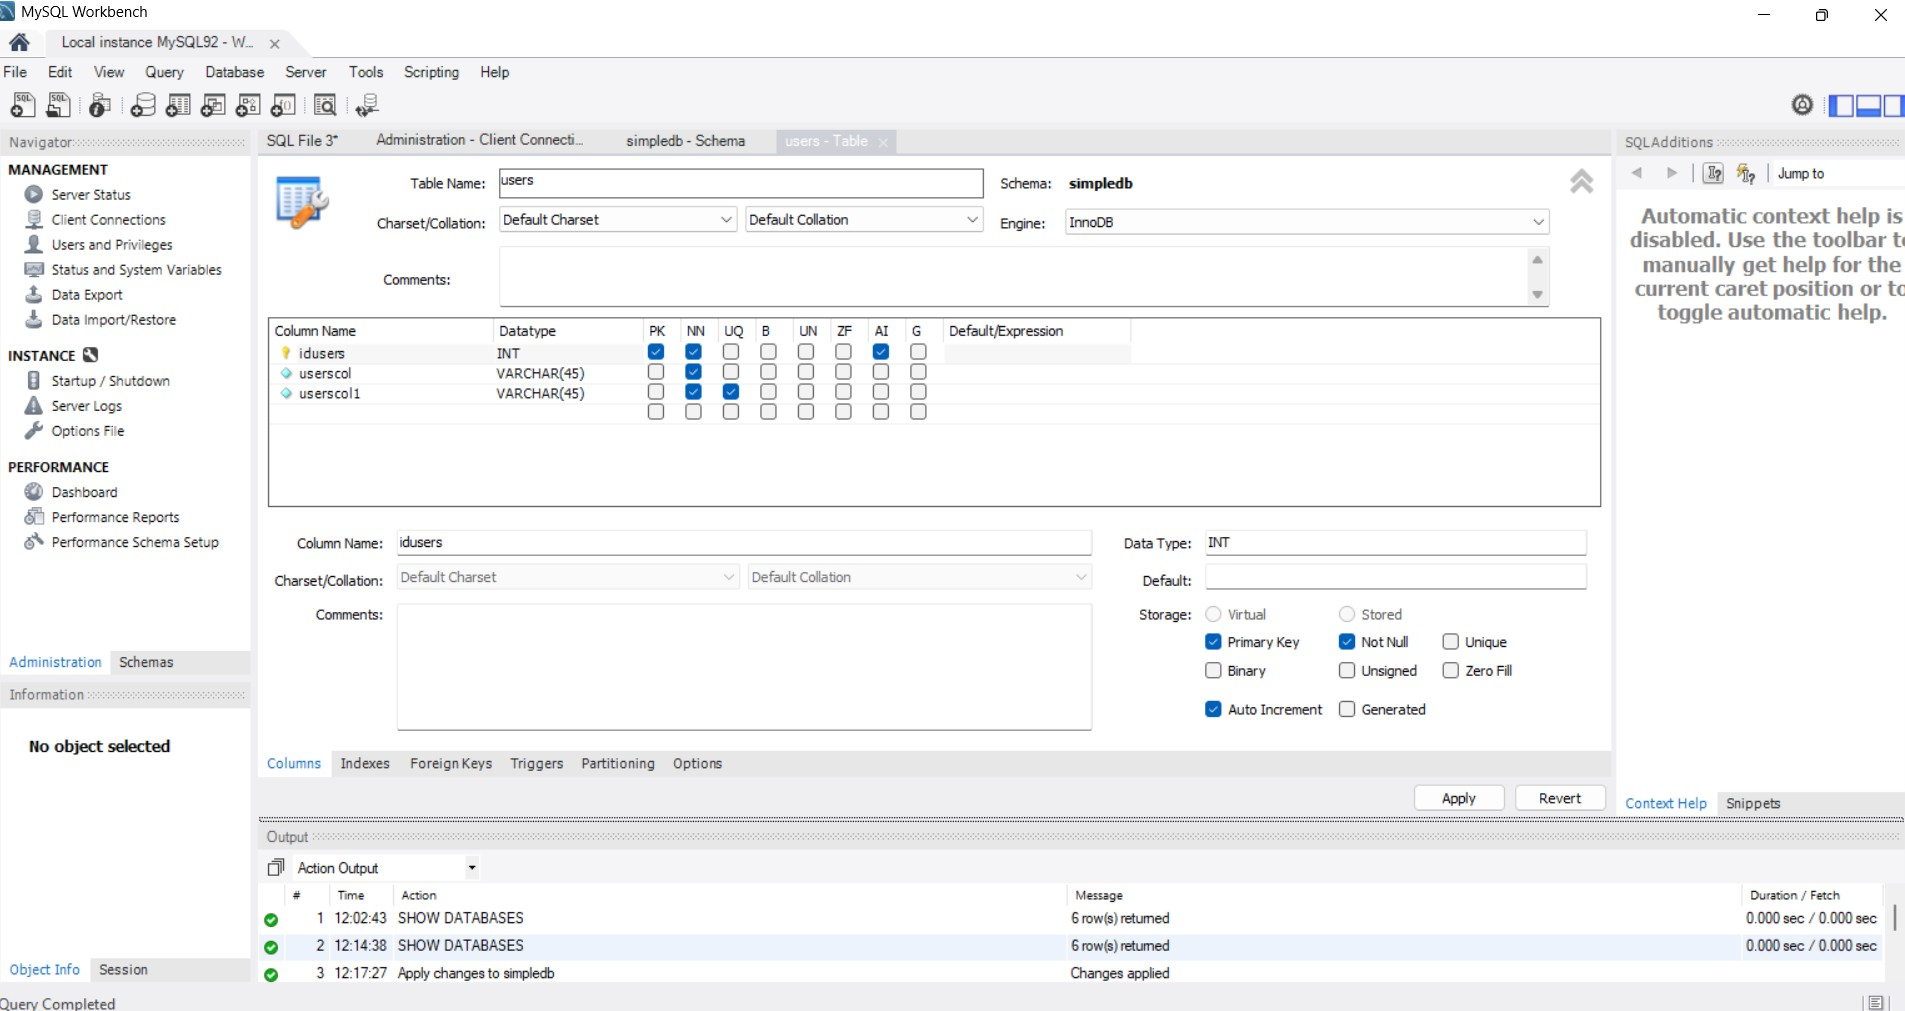 MySQL Workbench
Local instance MySQL92 - W...
File Edit View Query Database Server Tools Scripting Help
Navigator
MANAGEMENT
Server Status
Client Connections
Users and Privileges
Status and System Variables
Data Export
Data Import/Restore
INSTANCE
Startup / Shutdown
Server Logs
Options File
PERFORMANCE
Dashboard
Performance Reports
Performance Schema Setup
Administration Schemas
Information
No object selected
Object Info Session
Query Completed
SQL File 3* Administration - Client Connecti... simpledb - Schema users - Table
Table Name: users Schema: simpledb
Charset/Collation: Default Charset Default Collation Engine: InnoDB
Comments:
Column Name Datatype PK NN UQ B UN ZF AI G Default/Expression
idusers INT
userscol VARCHAR(45)
userscol1 VARCHAR(45)
Column Name: idusers Data Type: INT
Charset/Collation: Default Charset Default Collation Default:
Comments: Storage: Virtual Stored
Primary Key Not Null Unique
Binary Unsigned Zero Fill
Auto Increment Generated
Columns Indexes Foreign Keys Triggers Partitioning Options
Apply Revert
Output
Action Output
# Time Action Message Duration / Fetch
1 12:02:43 SHOW DATABASES 6 row(s) returned 0.000 sec / 0.000 sec
2 12:14:38 SHOW DATABASES 6 row(s) returned 0.000 sec / 0.000 sec
3 12:17:27 Apply changes to simpledb Changes applied
SQLAdditions
Jump to
Automatic context help is
disabled. Use the toolbar t
manually get help for the
current caret position or to
toggle automatic help.
Context Help Snippets